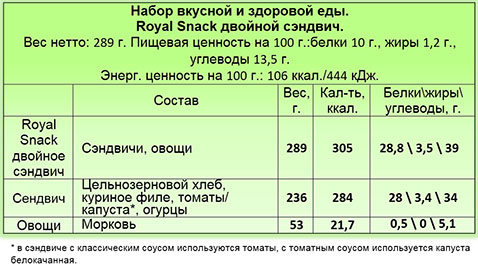 Набор вкусной и здоровой еды.
Royal Snack двойной сэндвич.
Вес нетто: 289 г. Пищевая ценность на 100 г.:белки 10 г., жиры 1,2 г.,
углеводы 13,5 г.
Энерг. ценность на 100 г.: 106 ккал./444 кДж.
Состав Вес, г. Кал-ть, ккал. Белки\жиры\ углеводы, г.
Royal Snack двойное сэндвич Сэндвичи, овощи 289 305 28,8 \ 3,5 \ 39
Сендвич Цельнозерновой хлеб, куриное филе, томаты/ капуста*, огурцы 236 284 28 \ 3,4 \ 34
Овощи Морковь 53 21,7 0,5 \ 0 \ 5,1
* в сэндвиче с классическим соусом используются томаты, с томатным соусом используется капуста
белокачанная.